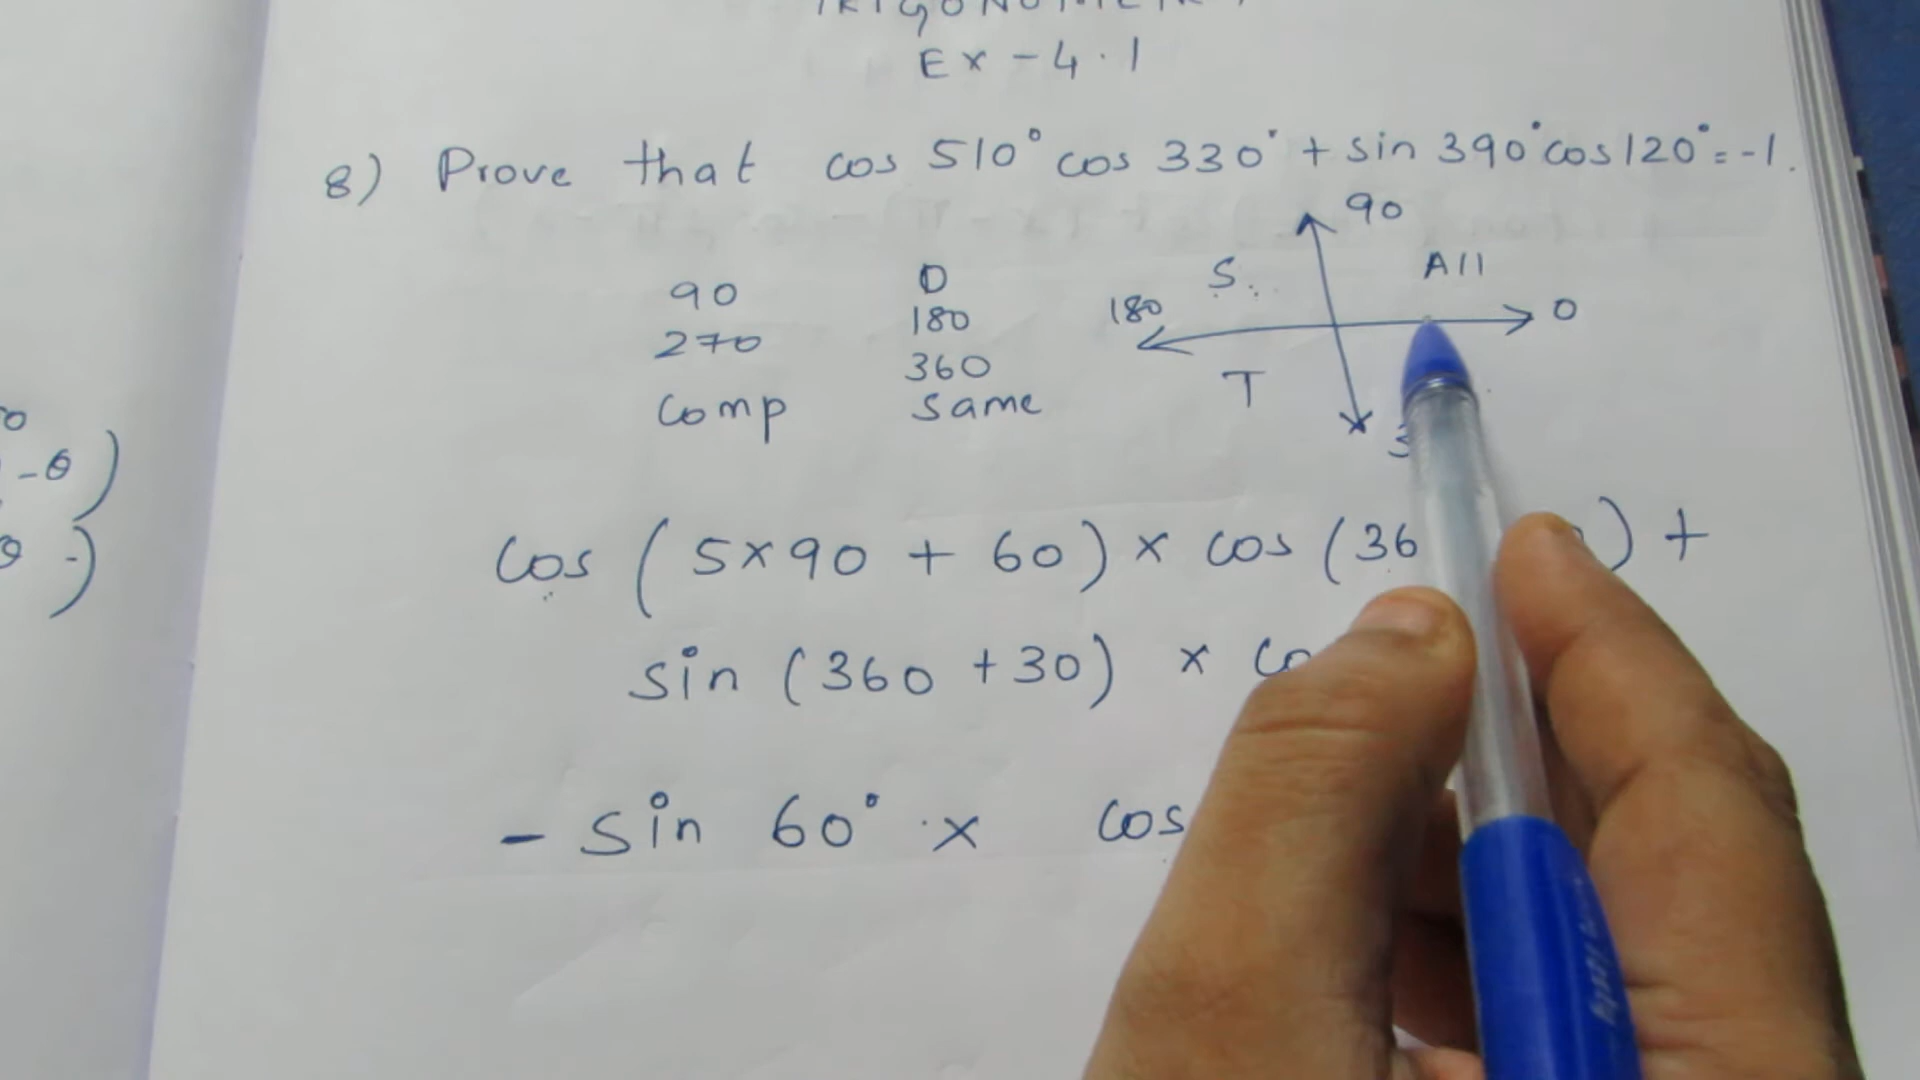 TRIGONOMETRY
Ex - 4.1
8) Prove that cos 510° cos 330° + sin 390° cos 120° = -1.
90
270
Comp
0
180
360
Same
90
S.
All
180
0
T
-θ)
cos (5×90 + 60) × cos (36 ) +
sin (360 + 30) ×
- sin 60° × cos